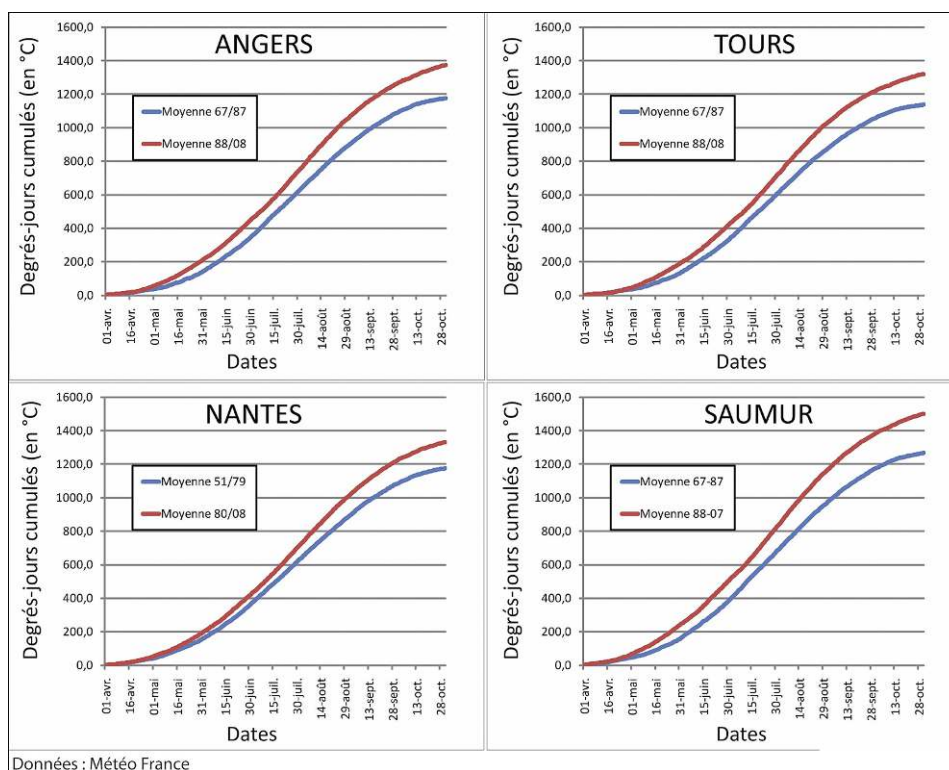 ANGERS
Degrés-jours cumulés (en °C)
1600,0
1400,0
1200,0
1000,0
800,0
600,0
400,0
200,0
0,0
Moyenne 67/87
Moyenne 88/08
01-avr.
16-avr.
01-mai
16-mai
31-mai
15-juin
30-juin
15-juil.
30-juil.
14-août
29-août
13-sept.
28-sept.
13-oct.
28-oct.
Dates
TOURS
Degrés-jours cumulés (en °C)
1600,0
1400,0
1200,0
1000,0
800,0
600,0
400,0
200,0
0,0
Moyenne 67/87
Moyenne 88/08
01-avr.
16-avr.
01-mai
16-mai
31-mai
15-juin
30-juin
15-juil.
30-juil.
14-août
29-août
13-sept.
28-sept.
13-oct.
28-oct.
Dates
NANTES
Degrés-jours cumulés (en °C)
1600,0
1400,0
1200,0
1000,0
800,0
600,0
400,0
200,0
0,0
Moyenne 51/79
Moyenne 80/08
01-avr.
16-avr.
01-mai
16-mai
31-mai
15-juin
30-juin
15-juil.
30-juil.
14-août
29-août
13-sept.
28-sept.
13-oct.
28-oct.
Dates
SAUMUR
Degrés-jours cumulés (en °C)
1600,0
1400,0
1200,0
1000,0
800,0
600,0
400,0
200,0
0,0
Moyenne 67-87
Moyenne 88-07
01-avr.
16-avr.
01-mai
16-mai
31-mai
15-juin
30-juin
15-juil.
30-juil.
14-août
29-août
13-sept.
28-sept.
13-oct.
28-oct.
Dates
Données : Météo France